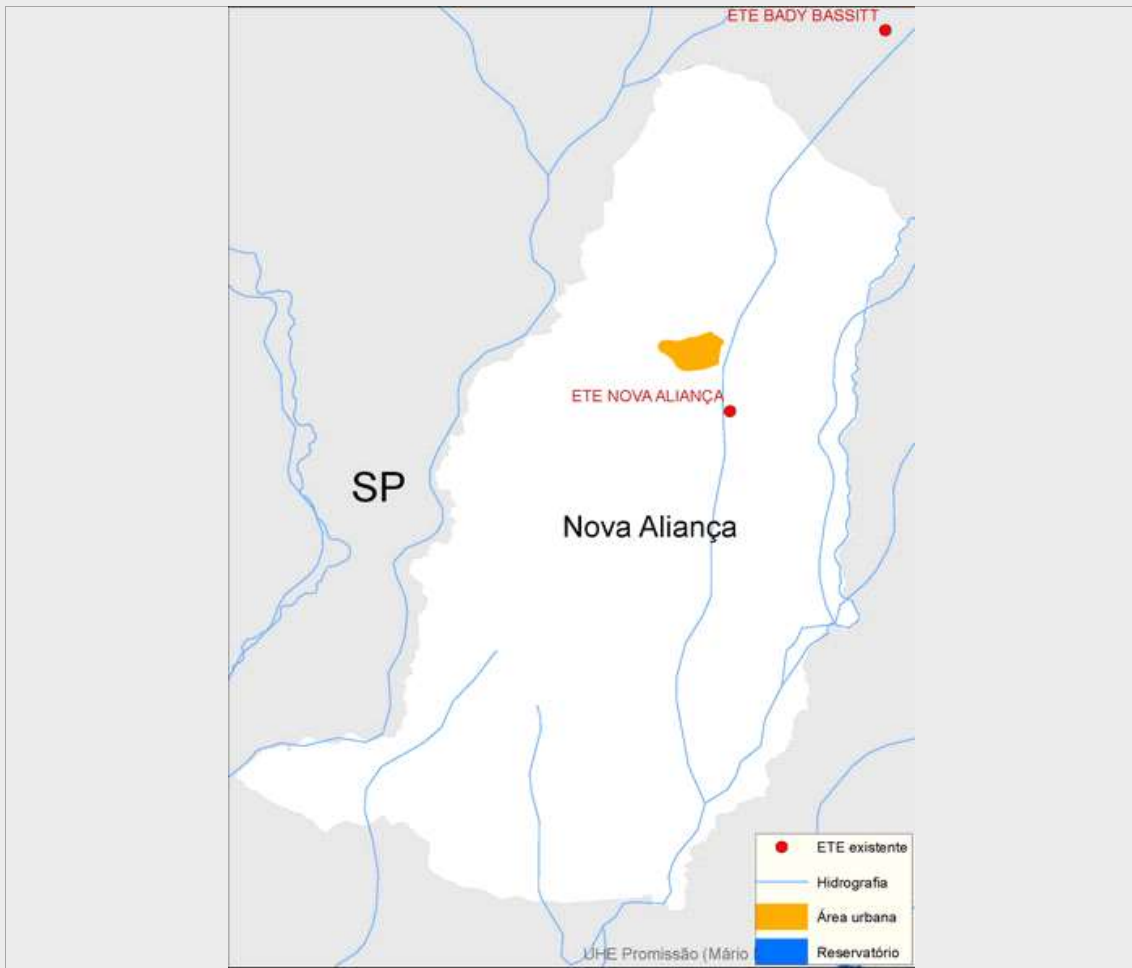 ETE BADY BASSITT
ETE NOVA ALIANÇA
SP
Nova Aliança
ETE existente
Hidrografia
Área urbana
Reservatório
UHE Promissão (Mário